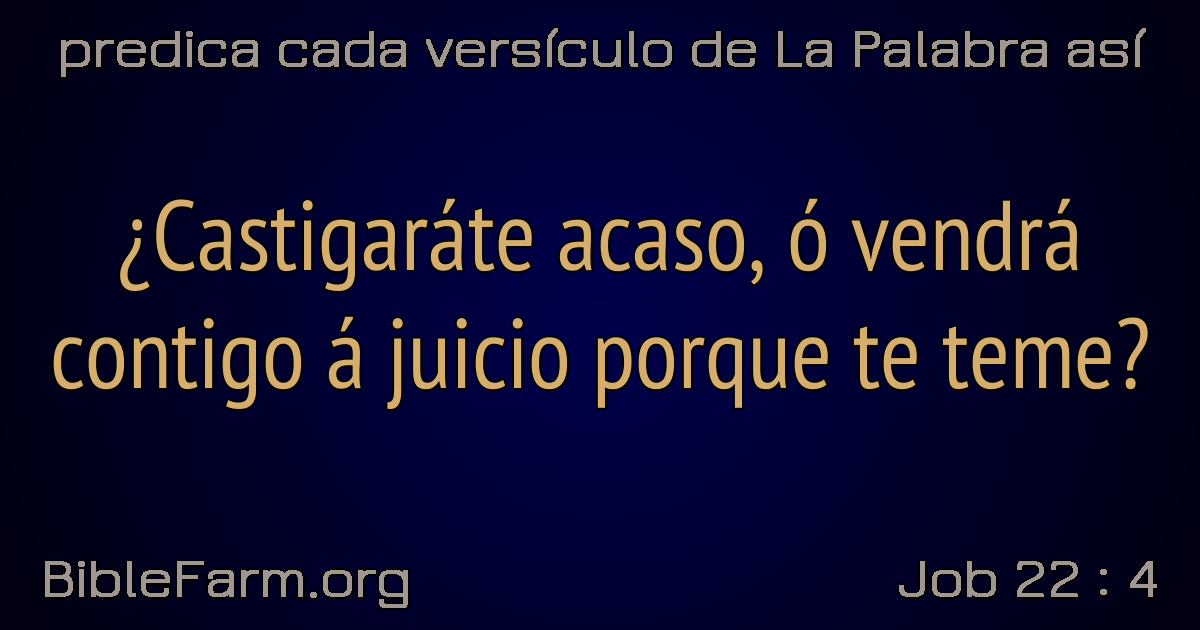 predica cada versículo de La Palabra así
¿Castigaráte acaso, ó vendrá
contigo á juicio porque te teme?
BibleFarm.org
Job 22 : 4